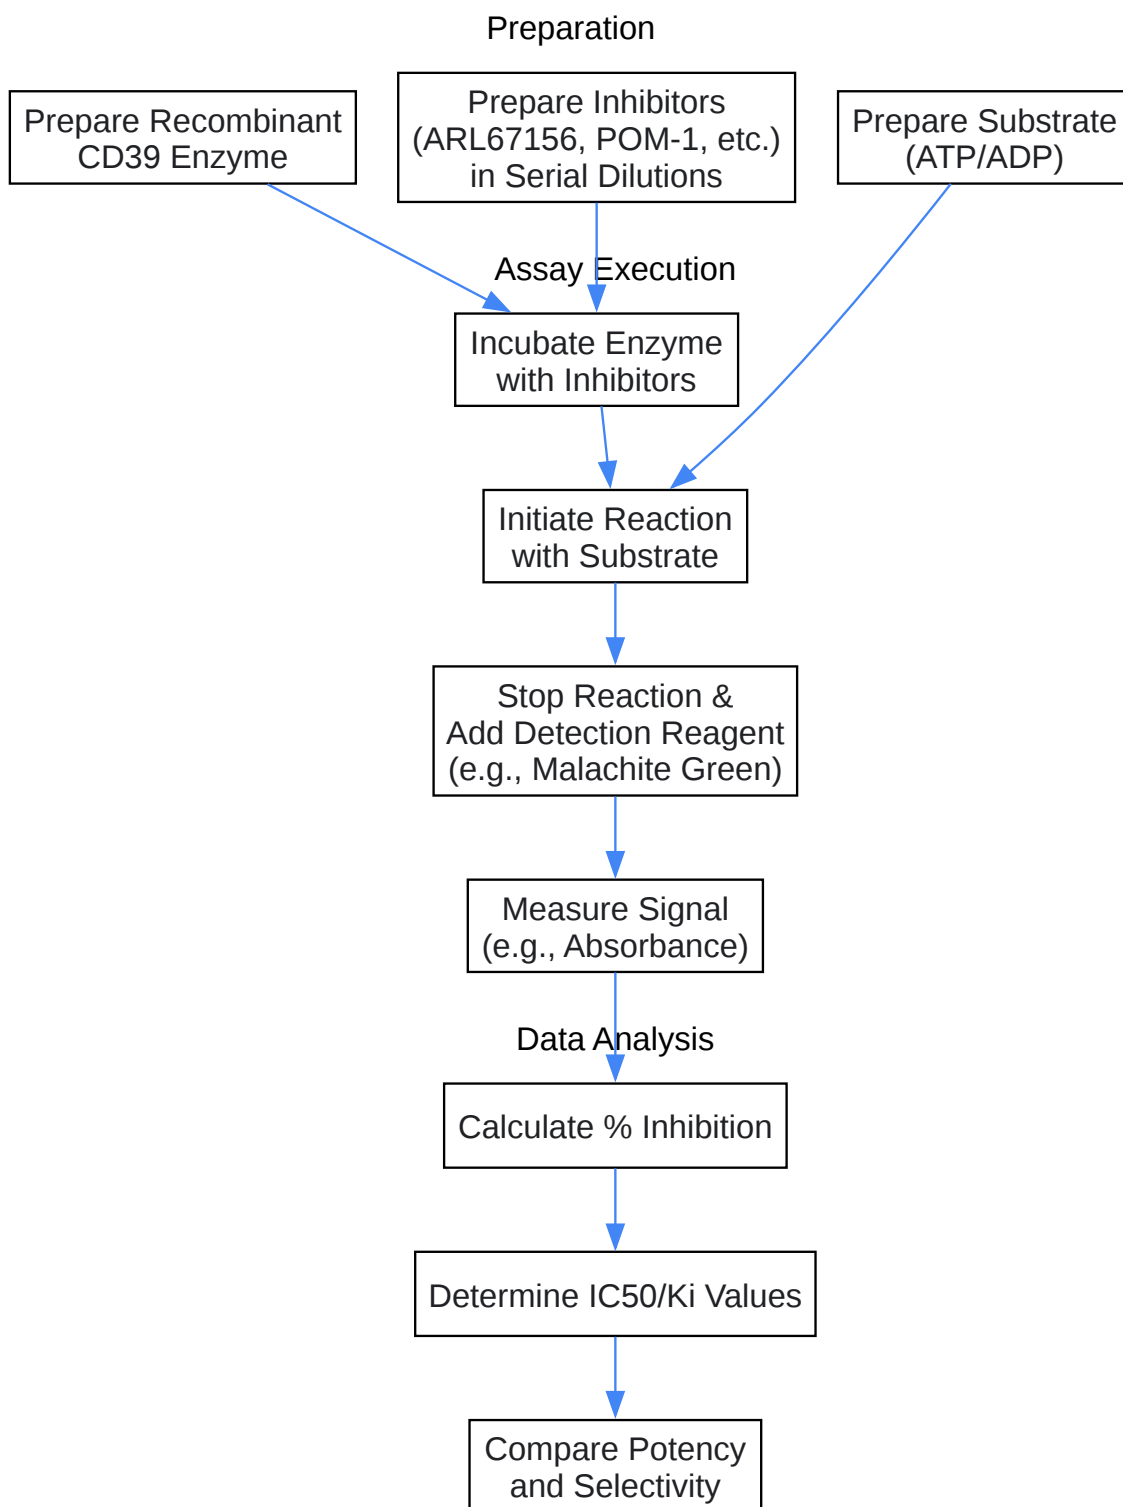 Preparation
Prepare Recombinant
CD39 Enzyme
Prepare Inhibitors
(ARL67156, POM-1, etc.)
in Serial Dilutions
Prepare Substrate
(ATP/ADP)
Assay Execution
Incubate Enzyme
with Inhibitors
Initiate Reaction
with Substrate
Stop Reaction &
Add Detection Reagent
(e.g., Malachite Green)
Measure Signal
(e.g., Absorbance)
Data Analysis
Calculate % Inhibition
Determine IC50/Ki Values
Compare Potency
and Selectivity